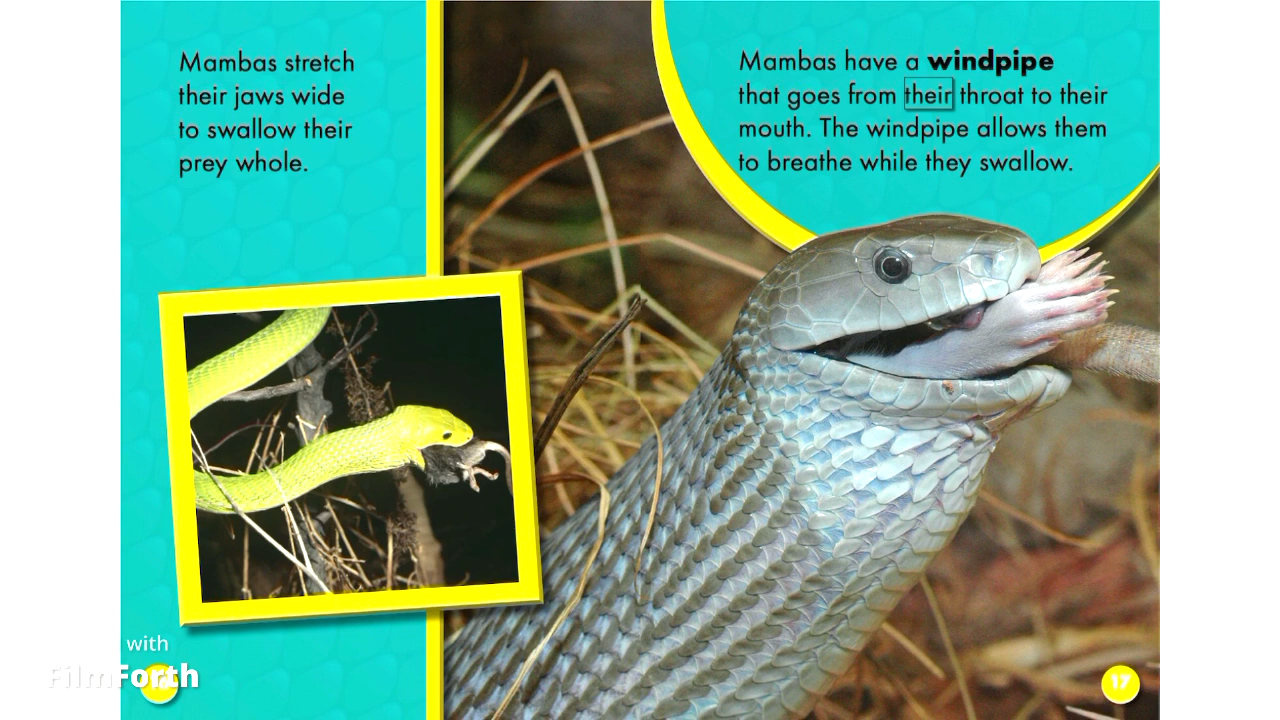 Mambas stretch
their jaws wide
to swallow their
prey whole.
Mambas have a windpipe
that goes from their throat to their
mouth. The windpipe allows them
to breathe while they swallow.
with
FilmForth
17